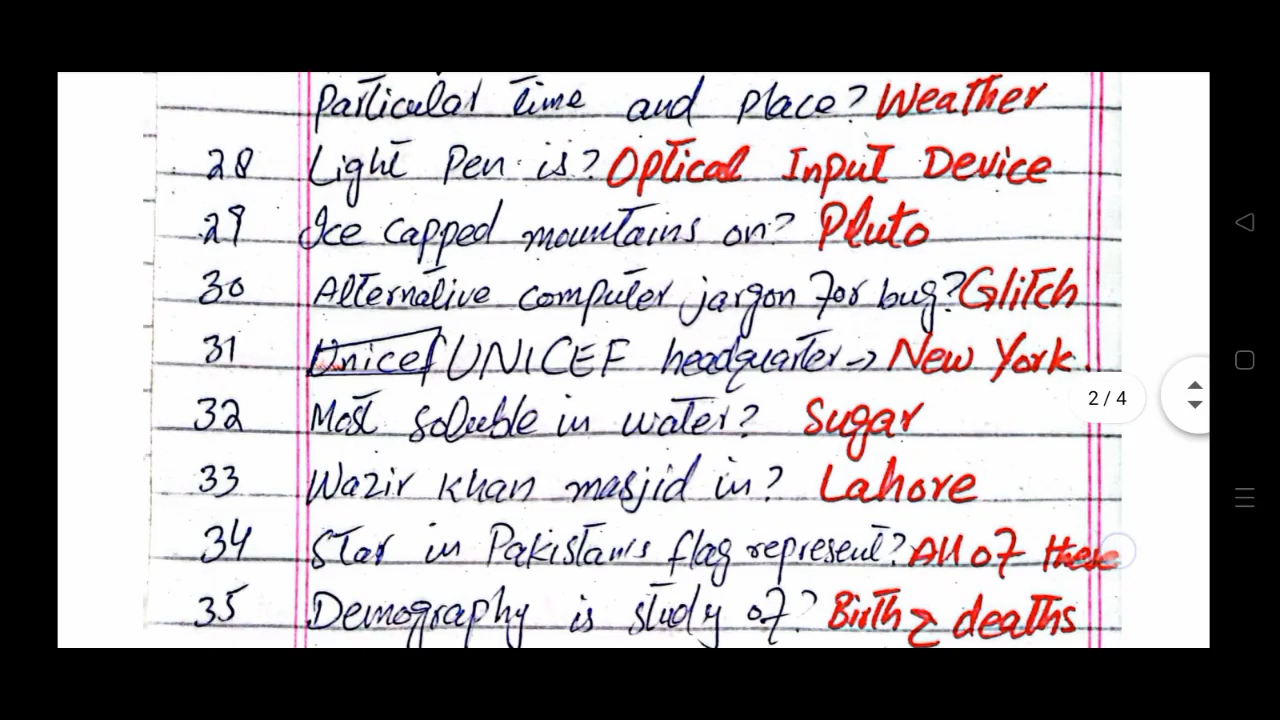 Particular time and place? Weather
28 Light Pen is? Optical Input Device
29 Ice capped mountains on? Pluto
30 Alternative computer jargon for bug? Glitch
31 Unicef UNICEF headquarter → New York.
2 / 4
32 Most soluble in water? Sugar
33 Wazir Khan masjid in? Lahore
34 Star in Pakistan's flag represent? All of these
35 Demography is study of? Birth & deaths